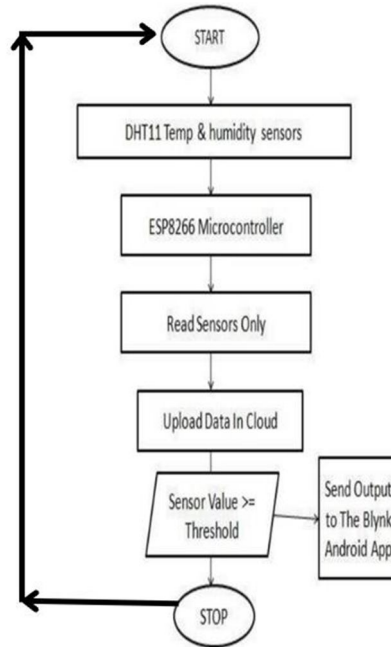 START
DHT11 Temp & humidity sensors
ESP8266 Microcontroller
Read Sensors Only
Upload Data In Cloud
Sensor Value >=
Threshold
Send Output
to The Blynk
Android App
STOP